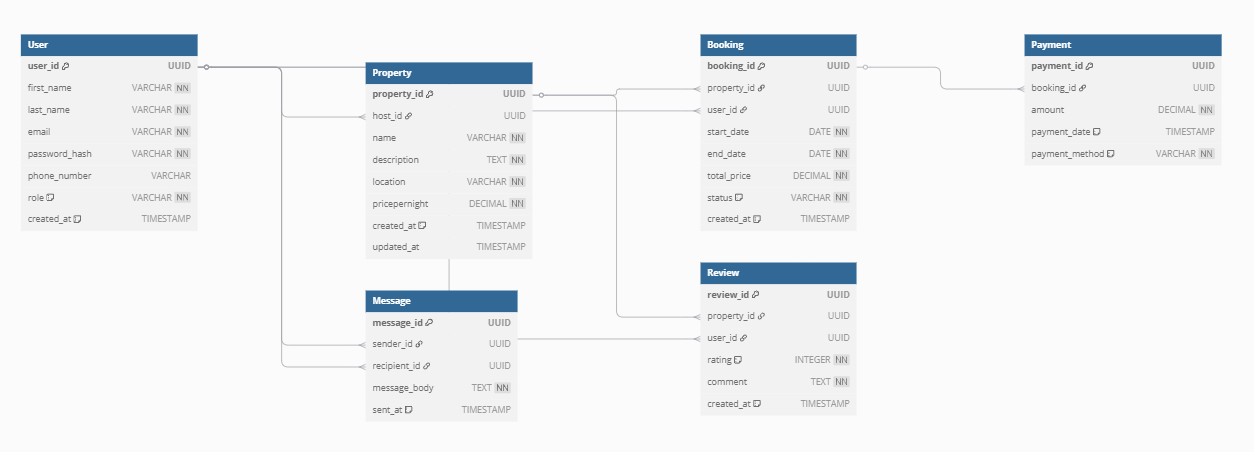 User
user_id UUID
first_name VARCHAR NN
last_name VARCHAR NN
email VARCHAR NN
password_hash VARCHAR NN
phone_number VARCHAR
role VARCHAR NN
created_at TIMESTAMP
Property
property_id UUID
host_id UUID
name VARCHAR NN
description TEXT NN
location VARCHAR NN
pricepernight DECIMAL NN
created_at TIMESTAMP
updated_at TIMESTAMP
Message
message_id UUID
sender_id UUID
recipient_id UUID
message_body TEXT NN
sent_at TIMESTAMP
Booking
booking_id UUID
property_id UUID
user_id UUID
start_date DATE NN
end_date DATE NN
total_price DECIMAL NN
status VARCHAR NN
created_at TIMESTAMP
Review
review_id UUID
property_id UUID
user_id UUID
rating INTEGER NN
comment TEXT NN
created_at TIMESTAMP
Payment
payment_id UUID
booking_id UUID
amount DECIMAL NN
payment_date TIMESTAMP
payment_method VARCHAR NN